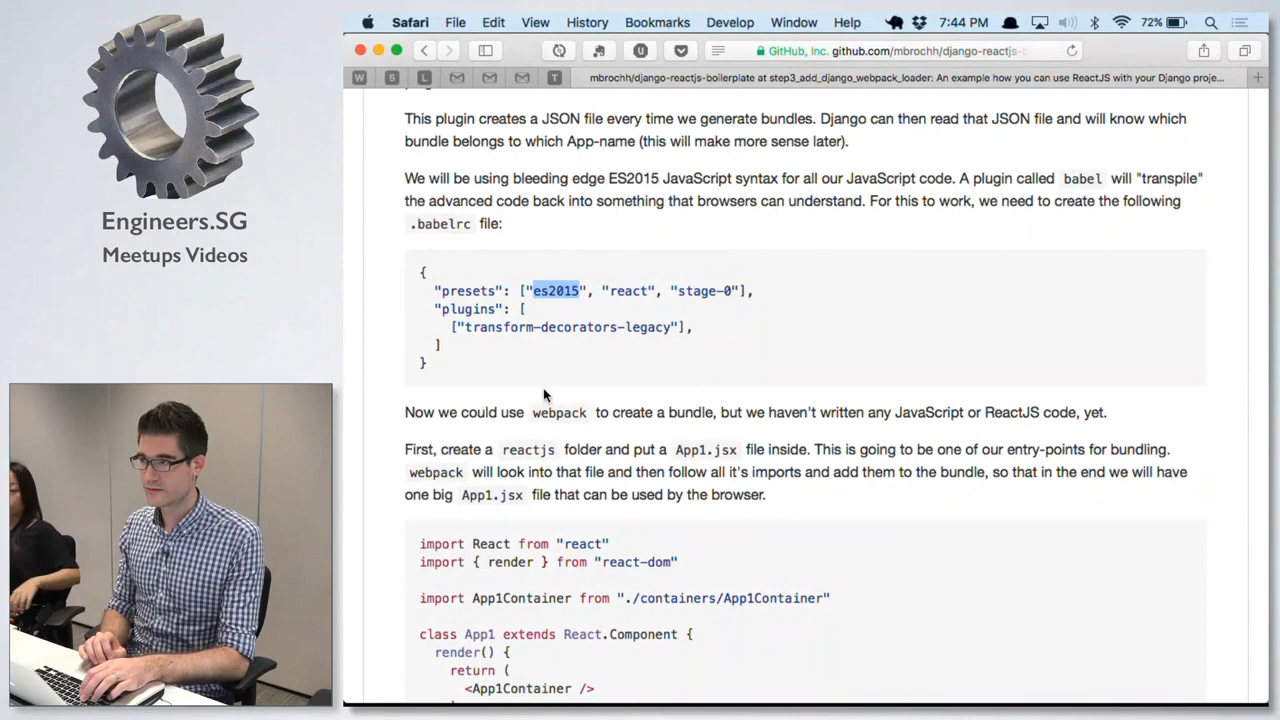 Engineers.SG
Meetups Videos
Safari File Edit View History Bookmarks Develop Window Help 7:44 PM 72%
GitHub, Inc. github.com/mbrochh/django-reactjs-b
W 5 L T mbrochh/django-reactjs-boilerplate at step3_add_django_webpack_loader: An example how you can use ReactJS with your Django proje...
This plugin creates a JSON file every time we generate bundles. Django can then read that JSON file and will know which
bundle belongs to which App-name (this will make more sense later).
We will be using bleeding edge ES2015 JavaScript syntax for all our JavaScript code. A plugin called babel will "transpile"
the advanced code back into something that browsers can understand. For this to work, we need to create the following
.babelrc file:
{
"presets": ["es2015", "react", "stage-0"],
"plugins": [
["transform-decorators-legacy"],
]
}
Now we could use webpack to create a bundle, but we haven't written any JavaScript or ReactJS code, yet.
First, create a reactjs folder and put a App1.jsx file inside. This is going to be one of our entry-points for bundling.
webpack will look into that file and then follow all it's imports and add them to the bundle, so that in the end we will have
one big App1.jsx file that can be used by the browser.
import React from "react"
import { render } from "react-dom"
import App1Container from "./containers/App1Container"
class App1 extends React.Component {
render() {
return (
<App1Container />